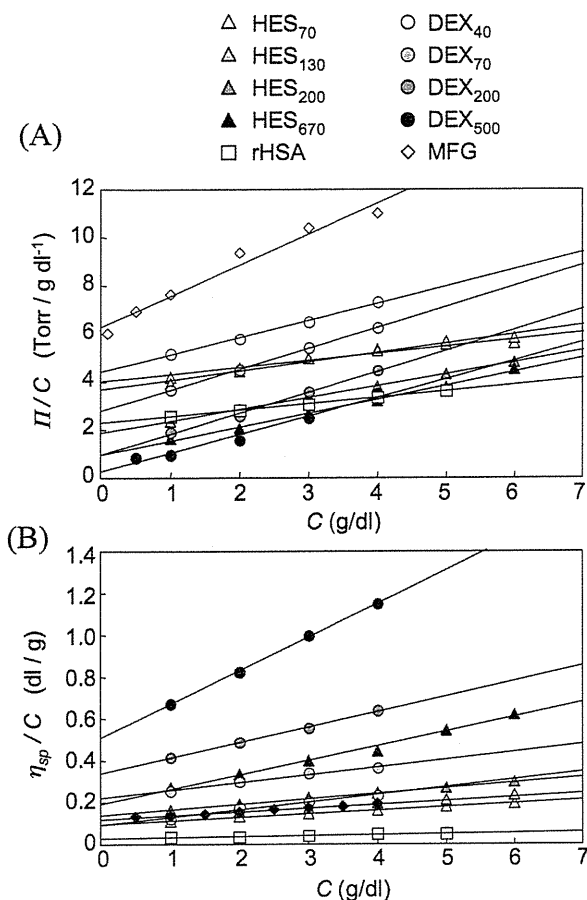 HES70 DEX40
HES130 DEX70
HES200 DEX200
HES670 DEX500
rHSA MFG
(A)
12
10
8
6
4
2
0
Π/C (Torr / g dl-1)
0 1 2 3 4 5 6 7
C (g/dl)
(B)
1.4
1.2
1.0
0.8
0.6
0.4
0.2
0
ηsp/C (dl / g)
0 1 2 3 4 5 6 7
C (g/dl)